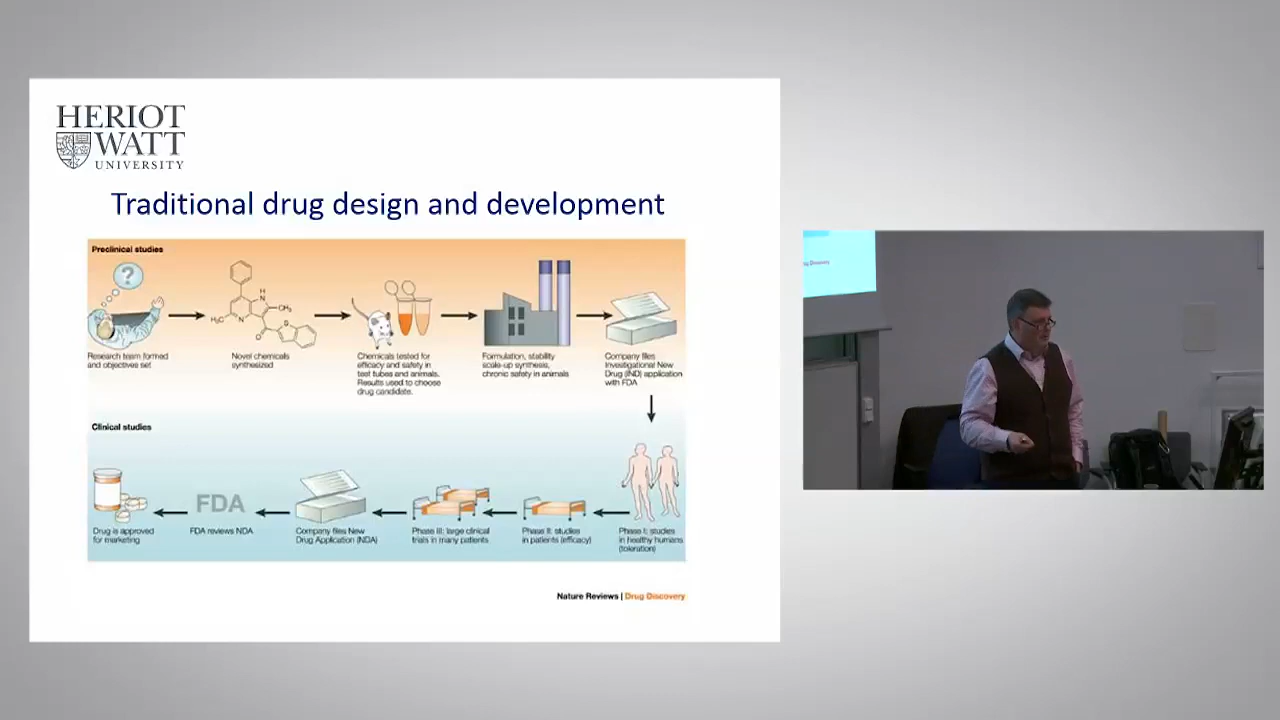 HERIOT
WATT
UNIVERSITY
Traditional drug design and development
Preclinical studies
?
Research team formed
and objectives set
H₃C
N
H
N
CH₃
O
S
Novel chemicals
synthesized
Chemicals tested for
efficacy and safety in
test tubes and animals.
Results used to choose
drug candidate.
Formulation, stability
scale-up synthesis,
chronic safety in animals
Company files
Investigational New
Drug (IND) application
with FDA
Clinical studies
Drug is approved
for marketing
FDA
FDA reviews NDA
Company files New
Drug Application (NDA)
Phase III: large clinical
trials in many patients
Phase II: studies
in patients (efficacy)
Phase I: studies
in healthy humans
(toleration)
Nature Reviews | Drug Discovery
Drug Discovery